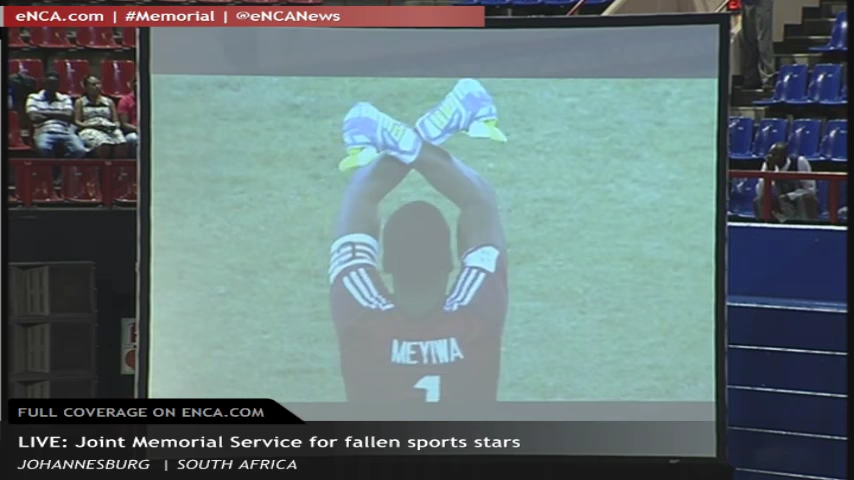 eNCA.com | #Memorial | @eNCANews
MEYIWA
1
FULL COVERAGE ON ENCA.COM
LIVE: Joint Memorial Service for fallen sports stars
JOHANNESBURG | SOUTH AFRICA